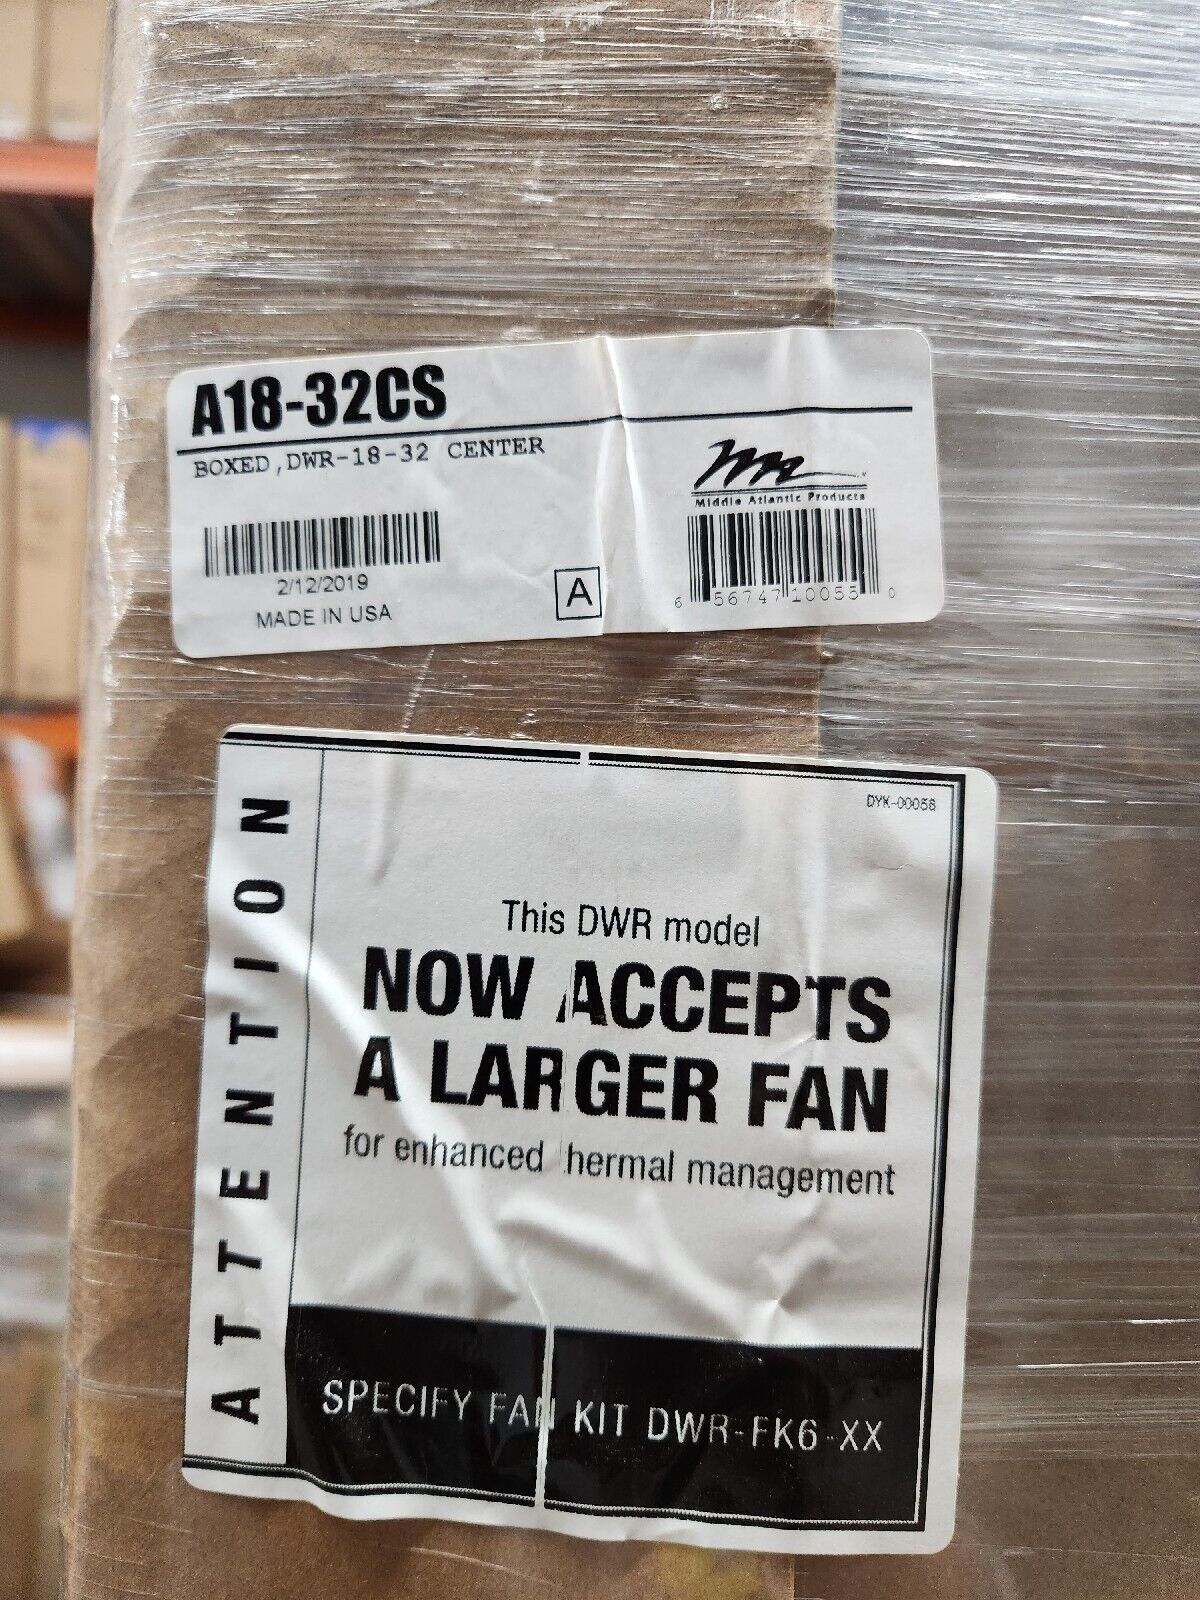 A18-32CS
BOXED,DWR-18-32 CENTER
2/12/2019
MADE IN USA
A
Middle Atlantic Products
6 56747 10055 0
ATTENTION
DYK-00058
This DWR model
NOW ACCEPTS
A LARGER FAN
for enhanced thermal management
SPECIFY FAN KIT DWR-FK6-XX